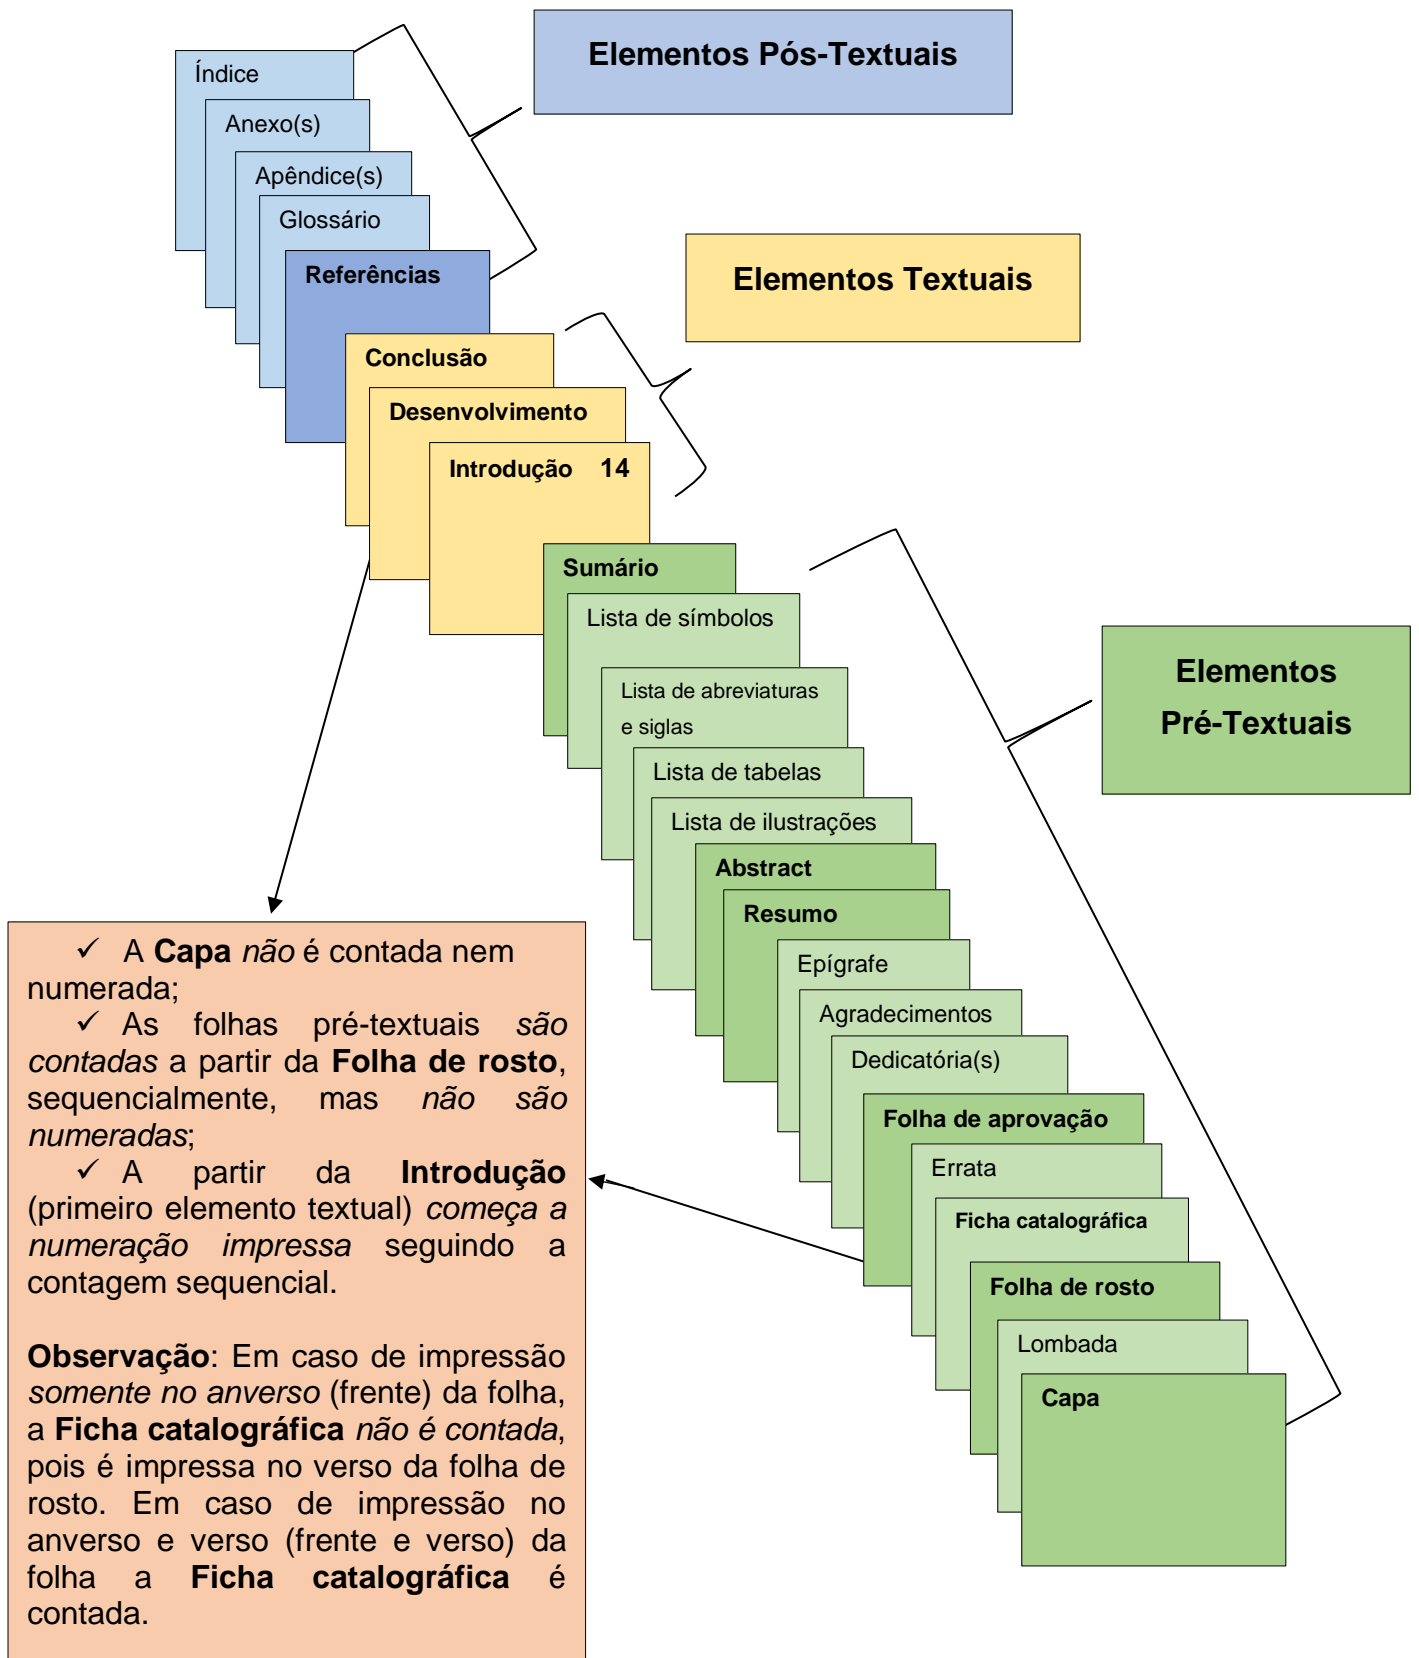 Elementos Pós-Textuais
Índice
Anexo(s)
Apêndice(s)
Glossário
Referências
Elementos Textuais
Conclusão
Desenvolvimento
Introdução 14
Sumário
Lista de símbolos
Lista de abreviaturas
e siglas
Lista de tabelas
Lista de ilustrações
Elementos
Pré-Textuais
Abstract
Resumo
Epígrafe
Agradecimentos
Dedicatória(s)
Folha de aprovação
Errata
Ficha catalográfica
Folha de rosto
Lombada
Capa
✓ A Capa não é contada nem
numerada;
✓ As folhas pré-textuais são
contadas a partir da Folha de rosto,
sequencialmente, mas não são
numeradas;
✓ A partir da Introdução
(primeiro elemento textual) começa a
numeração impressa seguindo a
contagem sequencial.
Observação: Em caso de impressão
somente no anverso (frente) da folha,
a Ficha catalográfica não é contada,
pois é impressa no verso da folha de
rosto. Em caso de impressão no
anverso e verso (frente e verso) da
folha a Ficha catalográfica é
contada.